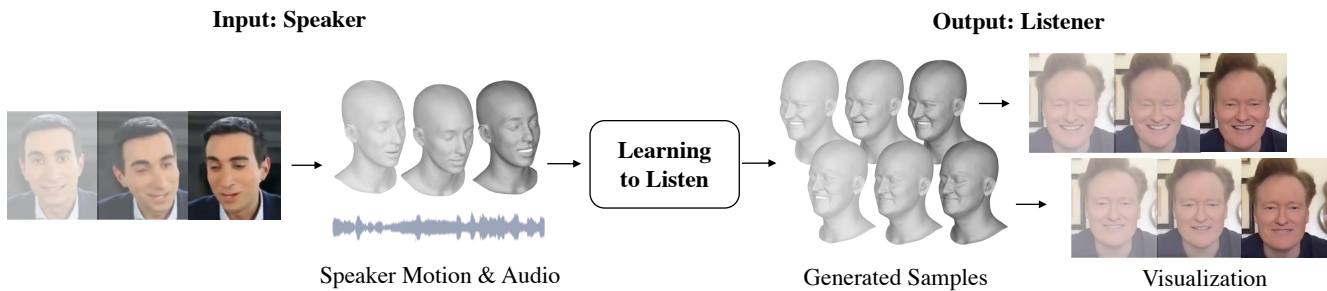 Input: Speaker
Output: Listener
Learning
to Listen
Speaker Motion & Audio
Generated Samples
Visualization